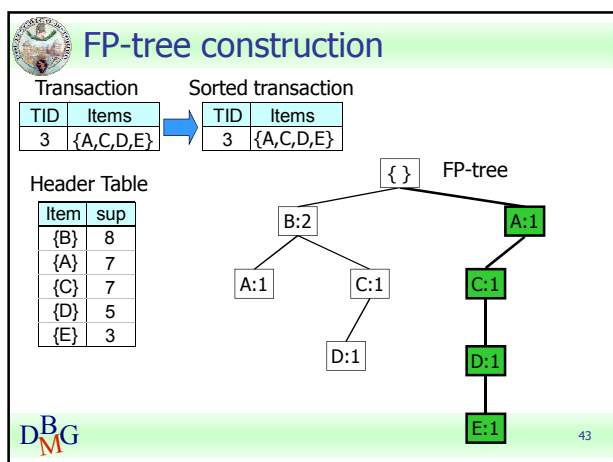 FP-tree construction
Transaction
TID Items
3 {A,C,D,E}
Sorted transaction
TID Items
3 {A,C,D,E}
Header Table
Item sup
{B} 8
{A} 7
{C} 7
{D} 5
{E} 3
FP-tree
{ }
B:2 A:1
A:1 C:1 C:1
D:1 D:1
E:1
DBMG
43